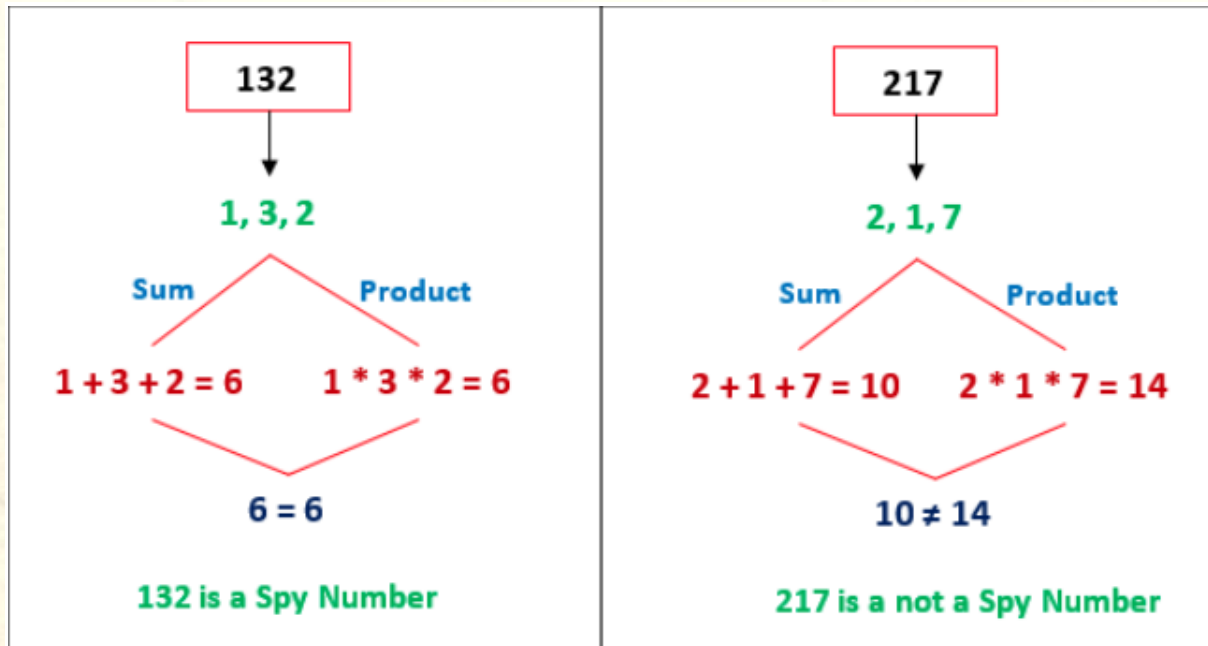 132
1, 3, 2
Sum
Product
1 + 3 + 2 = 6
1 * 3 * 2 = 6
6 = 6
132 is a Spy Number
217
2, 1, 7
Sum
Product
2 + 1 + 7 = 10
2 * 1 * 7 = 14
10 ≠ 14
217 is a not a Spy Number